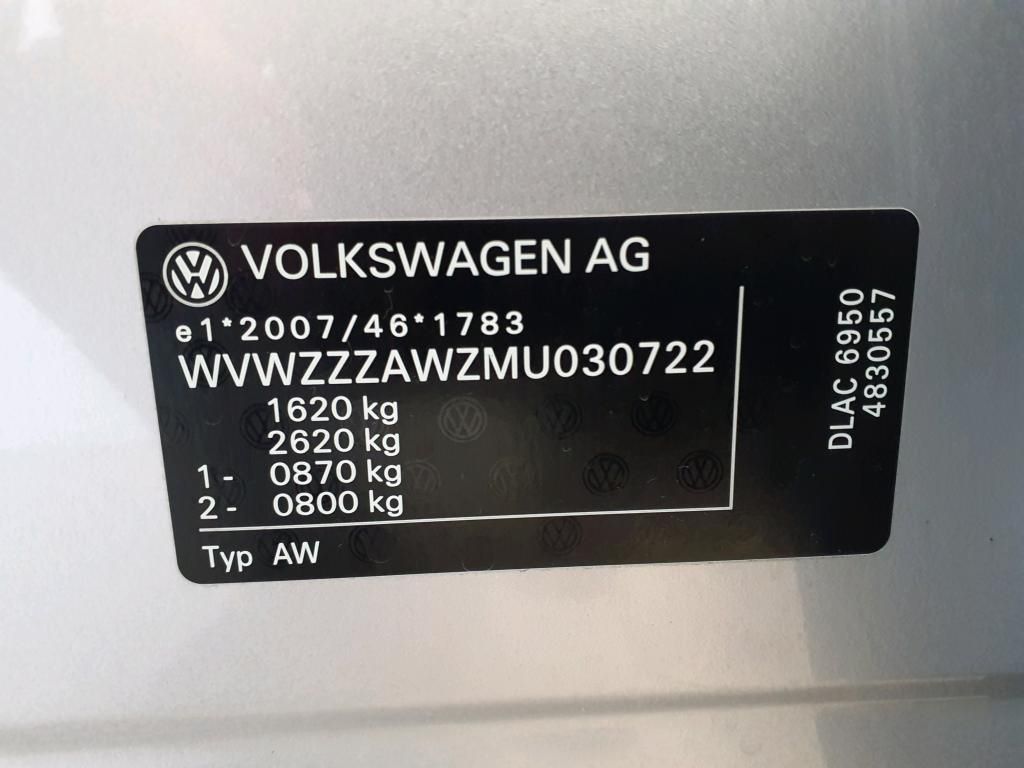 VOLKSWAGEN AG
e1*2007/46*1783
WVWZZZAWZMU030722
1620 kg
2620 kg
1- 0870 kg
2- 0800 kg
Typ AW
DLAC 6950
4830557